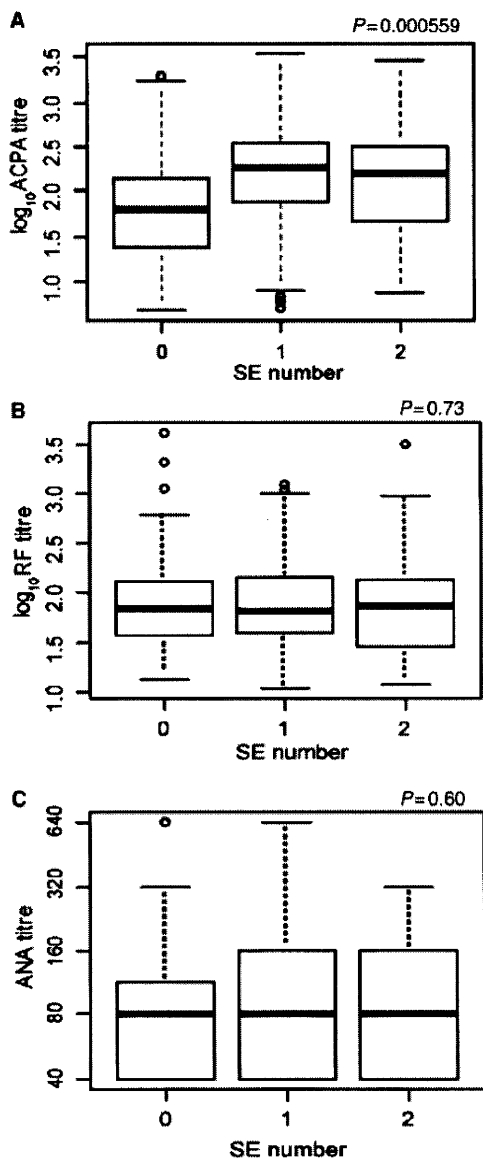 A
P=0.000559
log10ACPA titre
3.5
3.0
2.5
2.0
1.5
1.0
0 1 2
SE number
B
P=0.73
log10RF titre
3.5
3.0
2.5
2.0
1.5
1.0
0 1 2
SE number
C
P=0.60
ANA titre
640
320
160
80
40
0 1 2
SE number